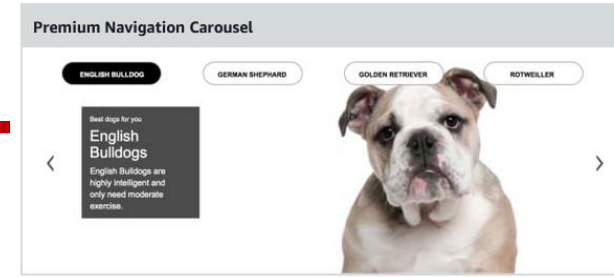 Premium Navigation Carousel
ENGLISH BULLDOG
GERMAN SHEPHARD
GOLDEN RETRIEVER
ROTWEILLER
Best dogs for you
English
Bulldogs
English Bulldogs are
highly intelligent and
only need moderate
exercise.